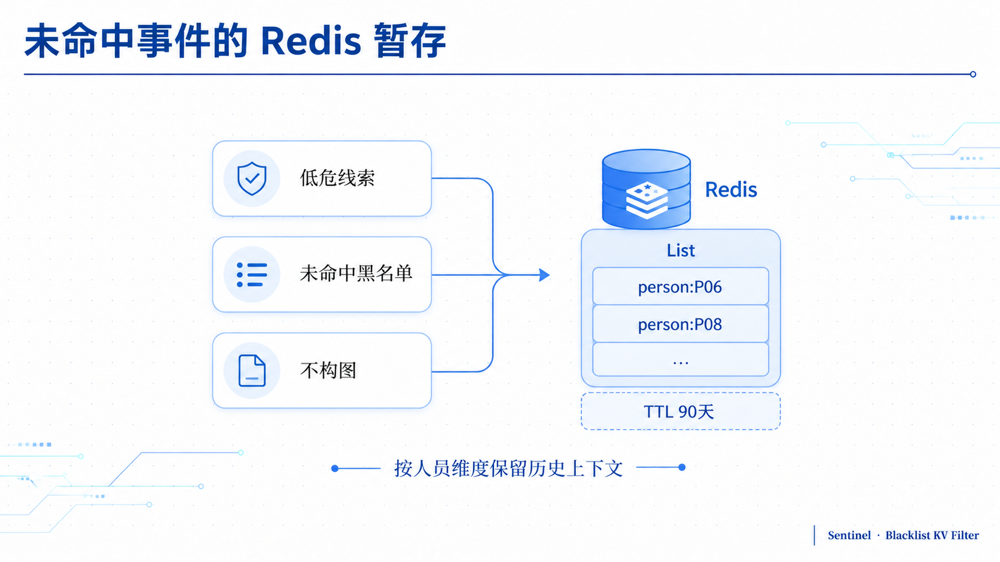 未命中事件的 Redis 暂存
低危线索
未命中黑名单
不构图
Redis
List
person:P06
person:P08
...
TTL 90天
按人员维度保留历史上下文
Sentinel · Blacklist KV Filter